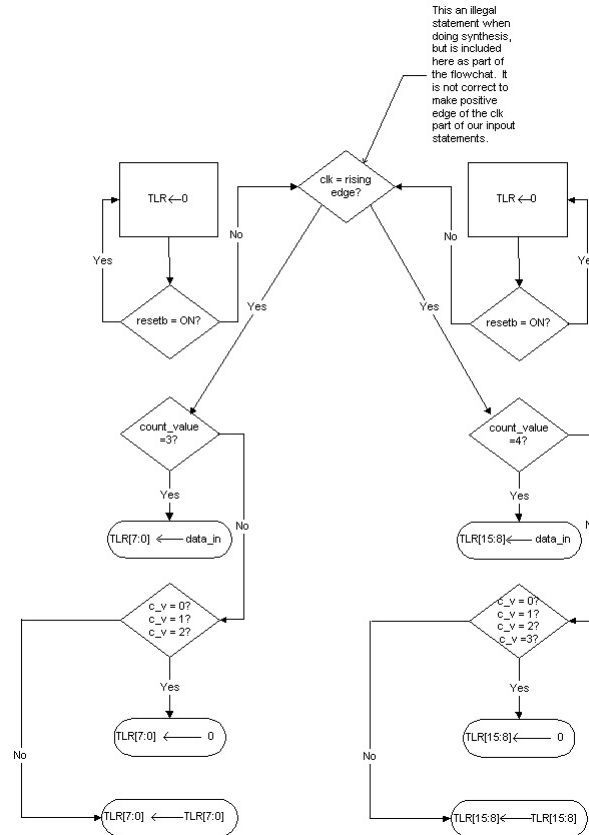 This an illegal
statement when
doing synthesis,
but is included
here as part of
the flowchat. It
is not correct to
make positive
edge of the clk
part of our inpout
statements.
clk = rising
edge?
TLR←0
TLR←0
No
No
Yes
Ye
resetb = ON?
resetb = ON?
Yes
Yes
count_value
=3?
count_value
=4?
Yes
Yes
No
TLR[7:0] ← data_in
TLR[15:8]← data_in
c_v = 0?
c_v = 1?
c_v = 2?
c_v = 0?
c_v = 1?
c_v = 2?
c_v =3?
Yes
Yes
TLR[7:0] ← 0
TLR[15:8]← 0
No
No
TLR[7:0] ←TLR[7:0]
TLR[15:8]←TLR[15:8]